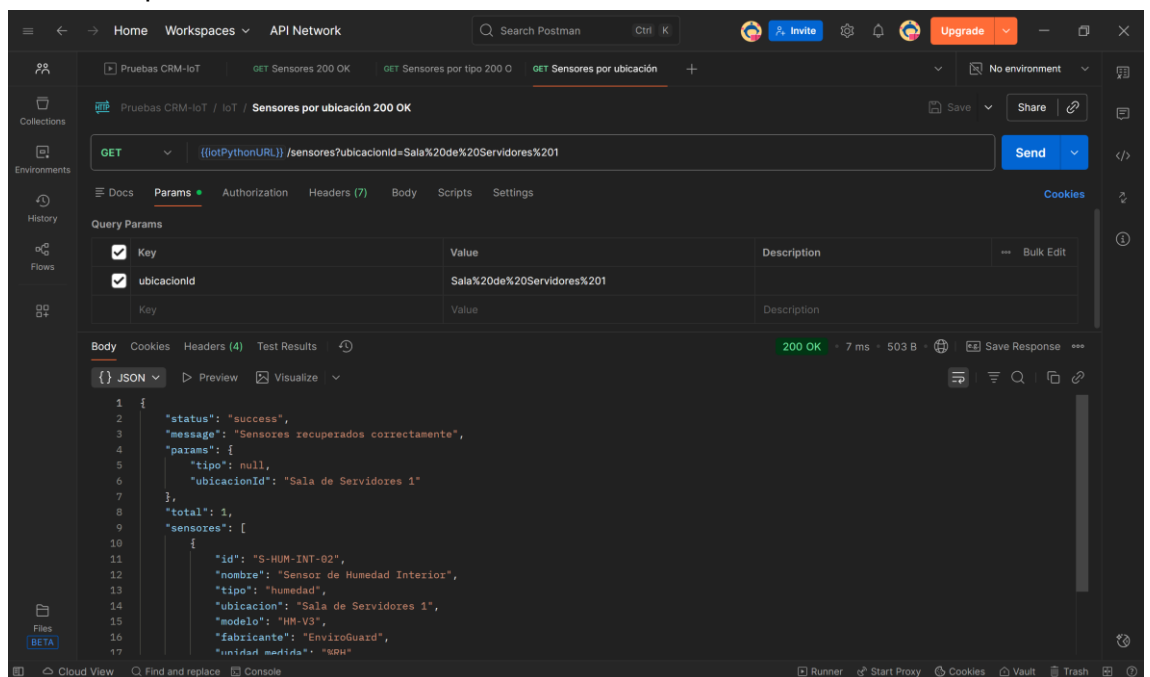 Home Workspaces API Network Search Postman Ctrl K Invite Upgrade
Pruebas CRM-IoT GET Sensores 200 OK GET Sensores por tipo 200 O GET Sensores por ubicación No environment
Collections
HTTP Pruebas CRM-IoT / IoT / Sensores por ubicación 200 OK Save Share
Environments
GET {{iotPythonURL}} /sensores?ubicacionId=Sala%20de%20Servidores%201 Send
History
Docs Params Authorization Headers (7) Body Scripts Settings Cookies
Flows
Query Params
Key Value Description Bulk Edit
ubicacionId Sala%20de%20Servidores%201
Key Value Description
Body Cookies Headers (4) Test Results 200 OK 7 ms 503 B e.g. Save Response
{} JSON Preview Visualize
1 {
2 "status": "success",
3 "message": "Sensores recuperados correctamente",
4 "params": {
5 "tipo": null,
6 "ubicacionId": "Sala de Servidores 1"
7 },
8 "total": 1,
9 "sensores": [
10 {
11 "id": "S-HUM-INT-02",
12 "nombre": "Sensor de Humedad Interior",
13 "tipo": "humedad",
14 "ubicacion": "Sala de Servidores 1",
15 "modelo": "HM-V3",
16 "fabricante": "EnviroGuard",
17 "unidad_medida": "%RH"
Files
BETA
Cloud View Find and replace Console Runner Start Proxy Cookies Vault Trash